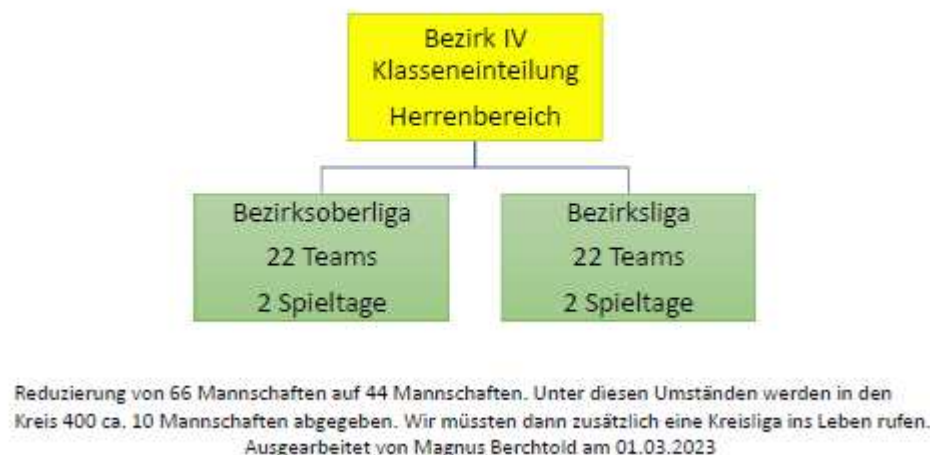 Bezirk IV
Klasseneinteilung
Herrenbereich
Bezirksoberliga
22 Teams
2 Spieltage
Bezirksliga
22 Teams
2 Spieltage
Reduzierung von 66 Mannschaften auf 44 Mannschaften. Unter diesen Umständen werden in den
Kreis 400 ca. 10 Mannschaften abgegeben. Wir müssten dann zusätzlich eine Kreisliga ins Leben rufen.
Ausgearbeitet von Magnus Berchtold am 01.03.2023